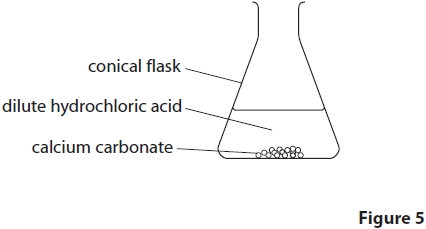 conical flask
dilute hydrochloric acid
calcium carbonate
Figure 5